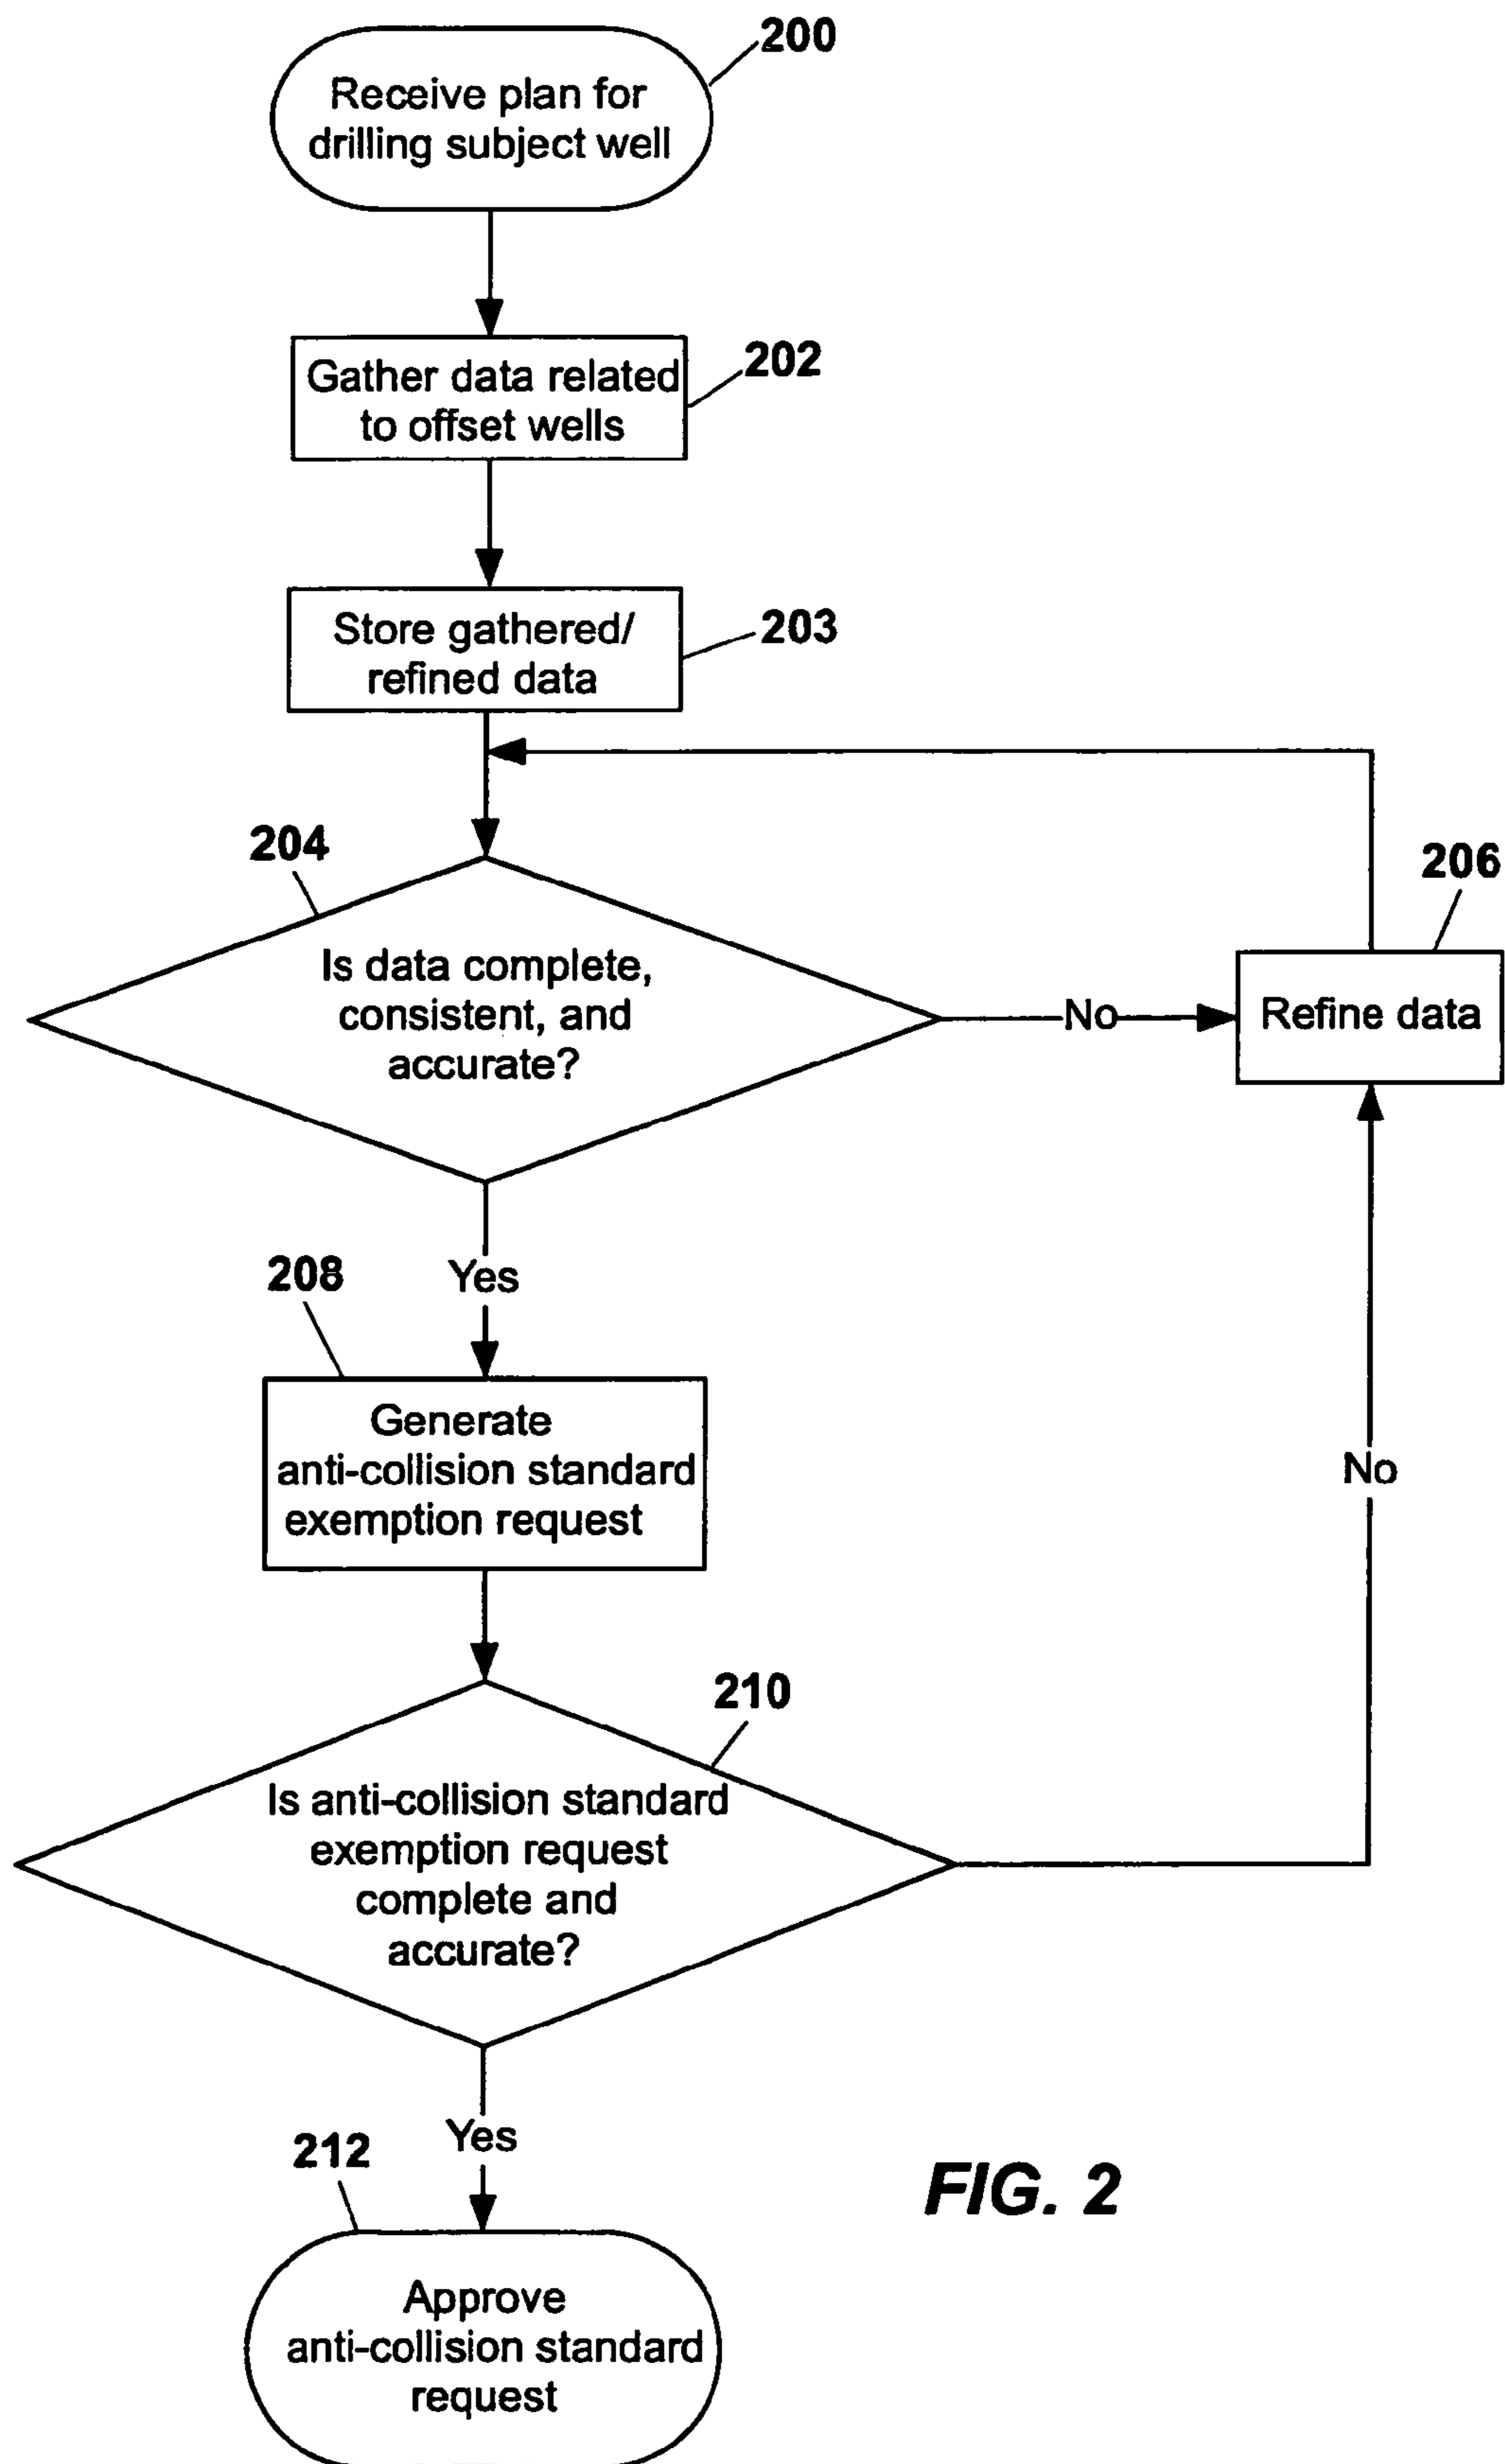 200
Receive plan for
drilling subject well
202
Gather data related
to offset wells
203
Store gathered/
refined data
204
Is data complete,
consistent, and
accurate?
No
206
Refine data
Yes
208
Generate
anti-collision standard
exemption request
No
210
Is anti-collision standard
exemption request
complete and
accurate?
Yes
212
Approve
anti-collision standard
request
FIG. 2